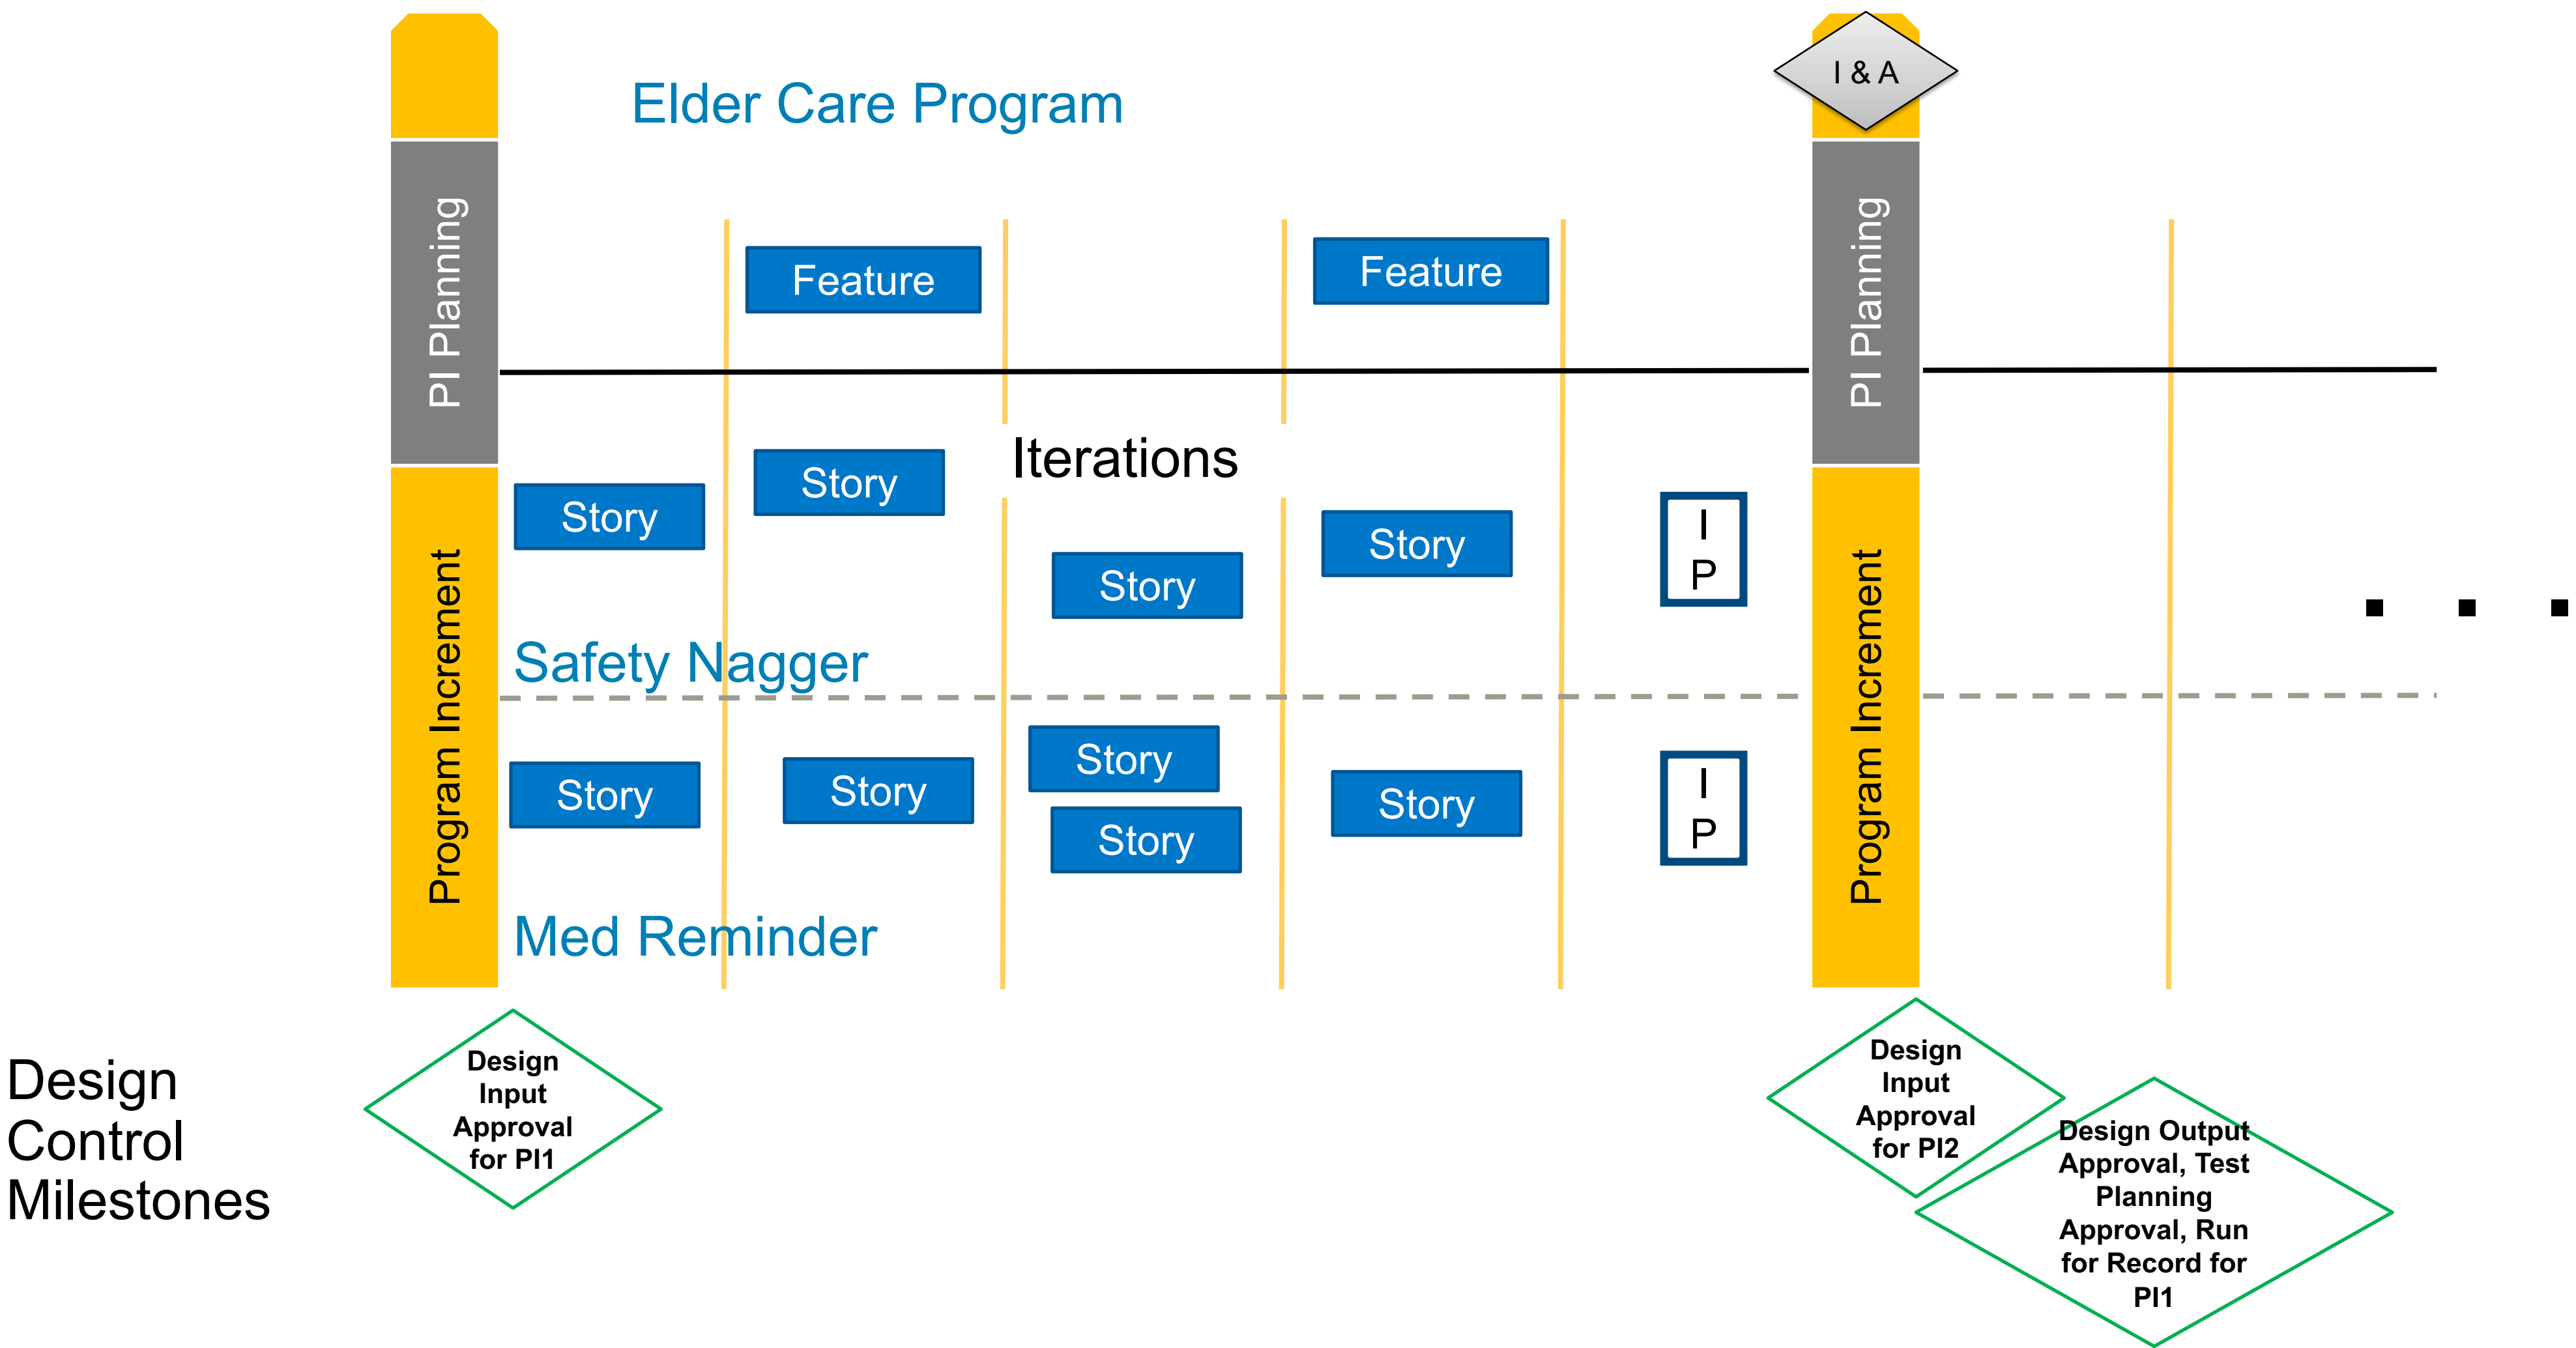 I & A
Elder Care Program
PI Planning
PI Planning
Feature
Feature
Iterations
Story
Story
Story
Story
I
P
Safety Nagger
Program Increment
Program Increment
Story
Story
Story
Story
Story
I
P
Med Reminder
Design
Control
Milestones
Design
Input
Approval
for PI1
Design
Input
Approval
for PI2
Design Output
Approval, Test
Planning
Approval, Run
for Record for
PI1